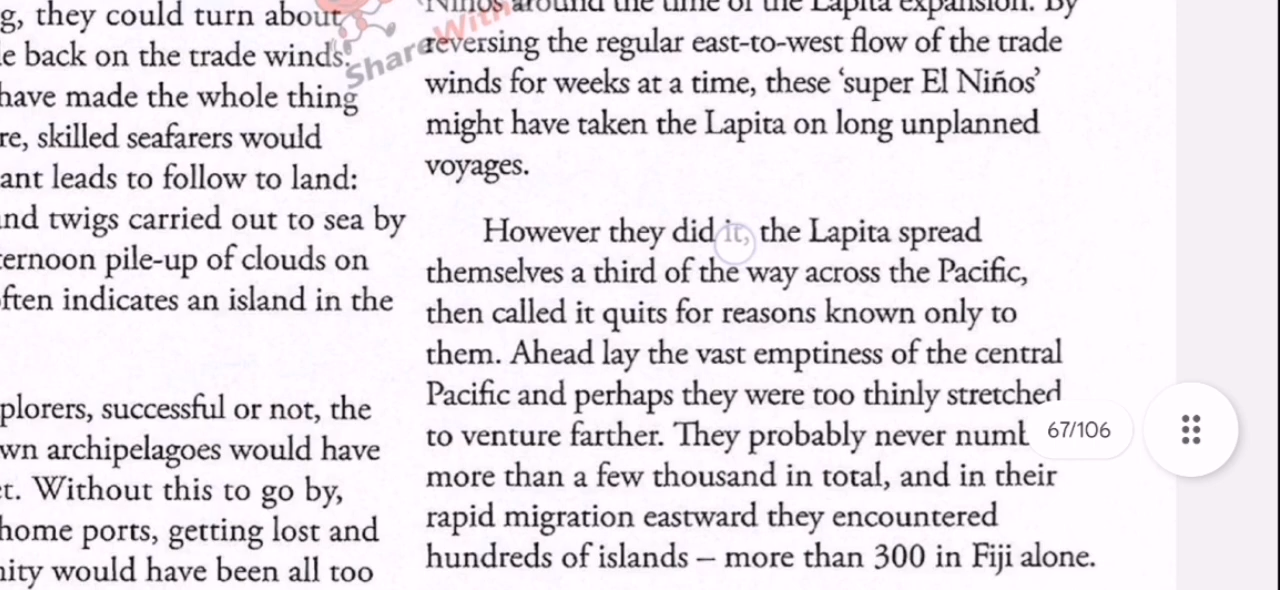 g, they could turn about
e back on the trade winds.
have made the whole thing
re, skilled seafarers would
ant leads to follow to land:
nd twigs carried out to sea by
ernoon pile-up of clouds on
ften indicates an island in the
plorers, successful or not, the
wn archipelagoes would have
t. Without this to go by,
home ports, getting lost and
nity would have been all too
Niños around the time of the Lapita expansion. By
reversing the regular east-to-west flow of the trade
winds for weeks at a time, these ‘super El Niños’
might have taken the Lapita on long unplanned
voyages.
However they did it, the Lapita spread
themselves a third of the way across the Pacific,
then called it quits for reasons known only to
them. Ahead lay the vast emptiness of the central
Pacific and perhaps they were too thinly stretched
to venture farther. They probably never numb
more than a few thousand in total, and in their
rapid migration eastward they encountered
hundreds of islands – more than 300 in Fiji alone.
ShareWith
67/106